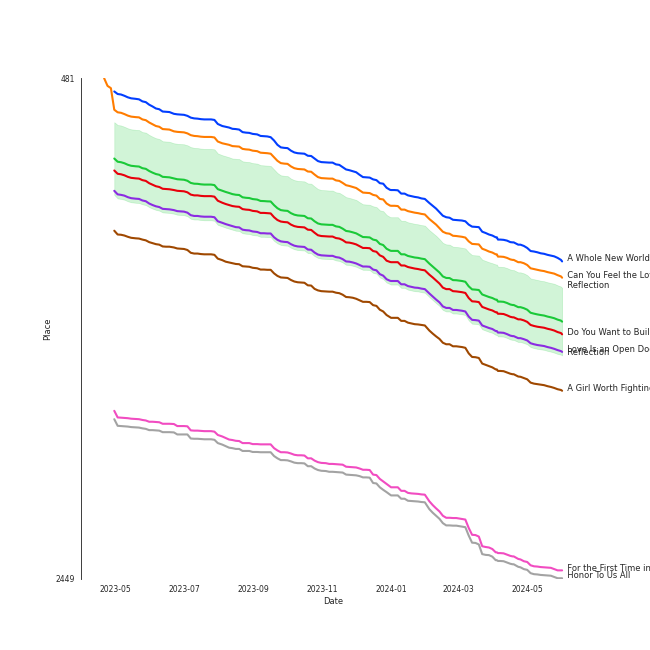 481
A Whole New World
Can You Feel the Lo
Reflection
Place
Do You Want to Buil
Love Is an Open Do
Reflection
A Girl Worth Fighting
For the First Time in
Honor To Us All
2449
2023-05
2023-07
2023-09
2023-11
2024-01
2024-03
2024-05
Date